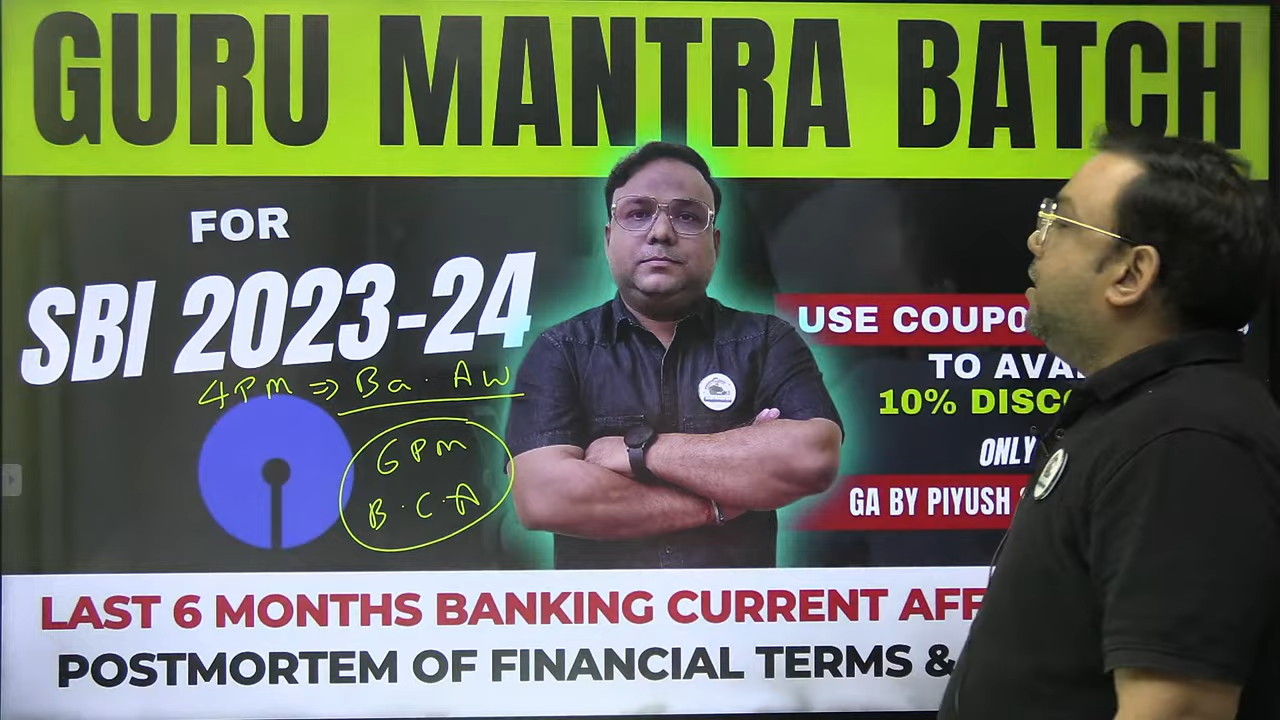 GURU MANTRA BATCH
FOR
SBI 2023-24
4PM => Ba. Aw
6PM
B.C.A
USE COUPO
TO AVA
10% DISC
ONLY
GA BY PIYUSH
LAST 6 MONTHS BANKING CURRENT AFF
POSTMORTEM OF FINANCIAL TERMS &